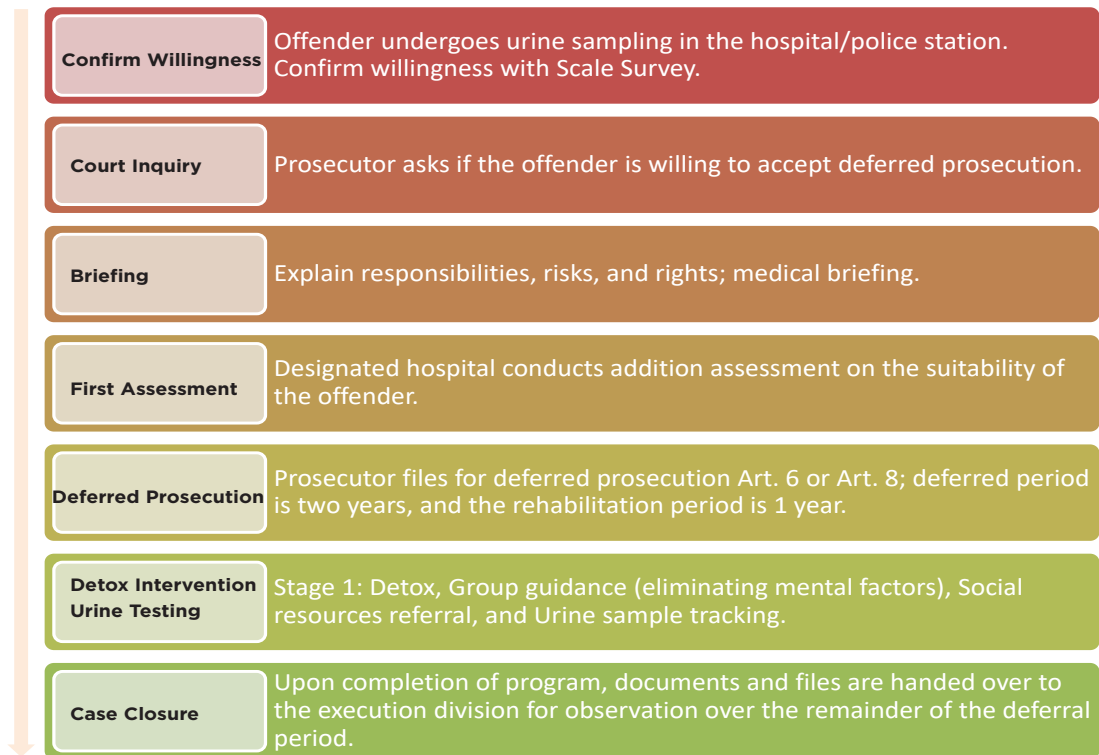 Confirm Willingness
Offender undergoes urine sampling in the hospital/police station.
Confirm willingness with Scale Survey.
Court Inquiry
Prosecutor asks if the offender is willing to accept deferred prosecution.
Briefing
Explain responsibilities, risks, and rights; medical briefing.
First Assessment
Designated hospital conducts addition assessment on the suitability of
the offender.
Deferred Prosecution
Prosecutor files for deferred prosecution Art. 6 or Art. 8; deferred period
is two years, and the rehabilitation period is 1 year.
Detox Intervention
Urine Testing
Stage 1: Detox, Group guidance (eliminating mental factors), Social
resources referral, and Urine sample tracking.
Case Closure
Upon completion of program, documents and files are handed over to
the execution division for observation over the remainder of the deferral
period.